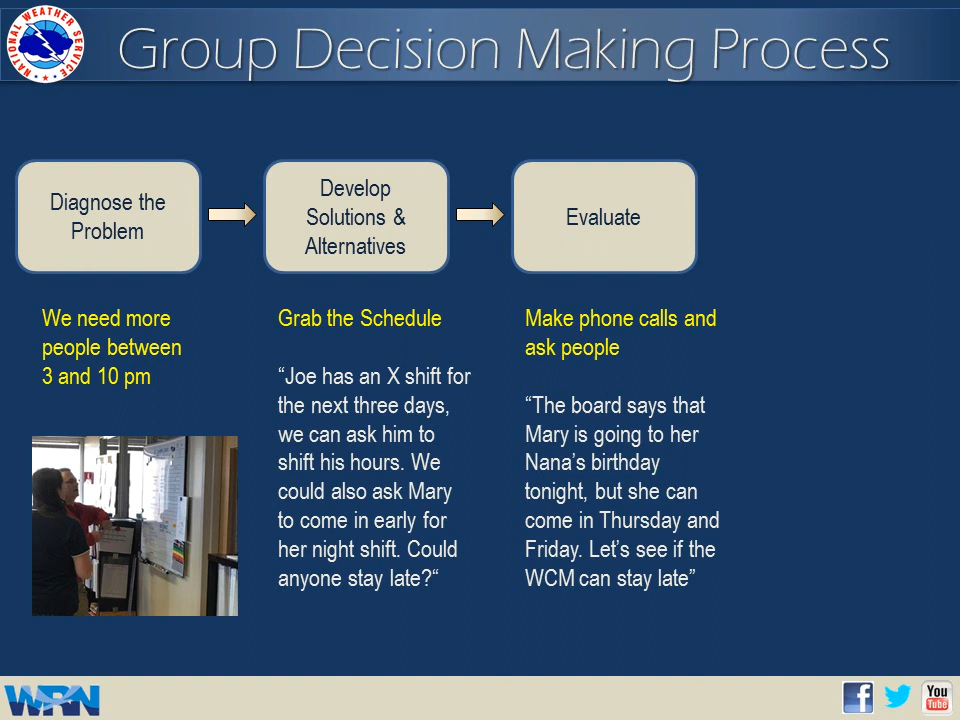 NATIONAL WEATHER SERVICE
Group Decision Making Process
Diagnose the
Problem
Develop
Solutions &
Alternatives
Evaluate
We need more
people between
3 and 10 pm
Grab the Schedule
“Joe has an X shift for
the next three days,
we can ask him to
shift his hours. We
could also ask Mary
to come in early for
her night shift. Could
anyone stay late?“
Make phone calls and
ask people
“The board says that
Mary is going to her
Nana’s birthday
tonight, but she can
come in Thursday and
Friday. Let’s see if the
WCM can stay late”
WRN
f
You
Tube